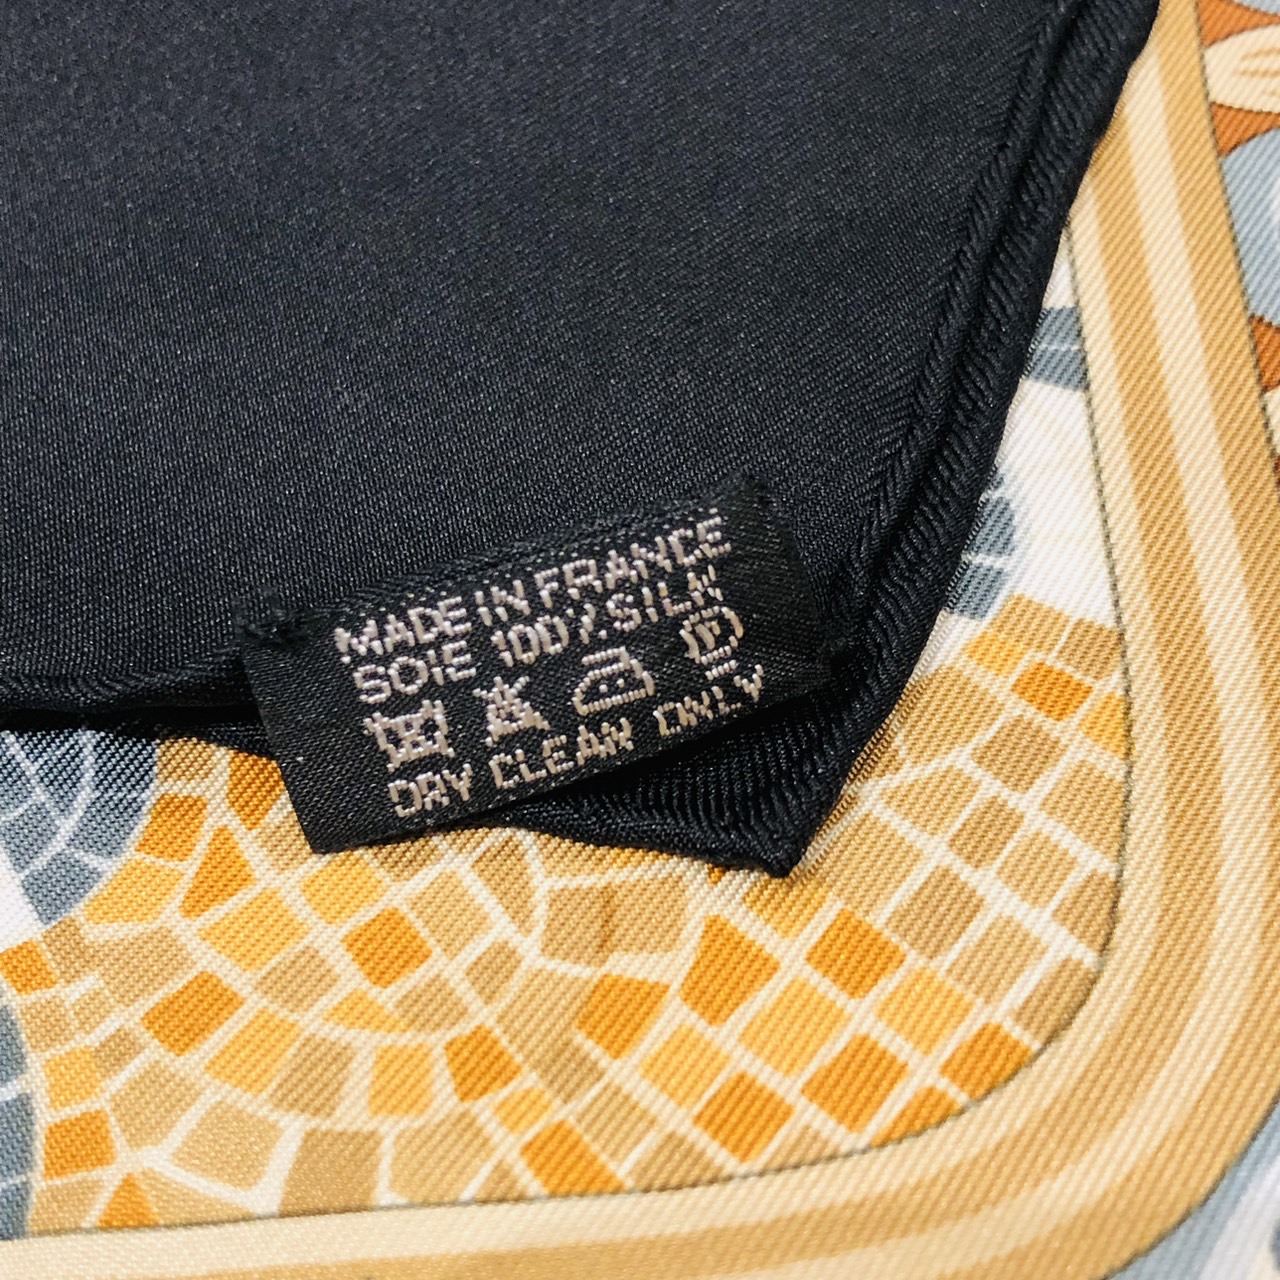 MADE IN FRANCE
SOIE 100% SILK
DRY CLEAN ONLY